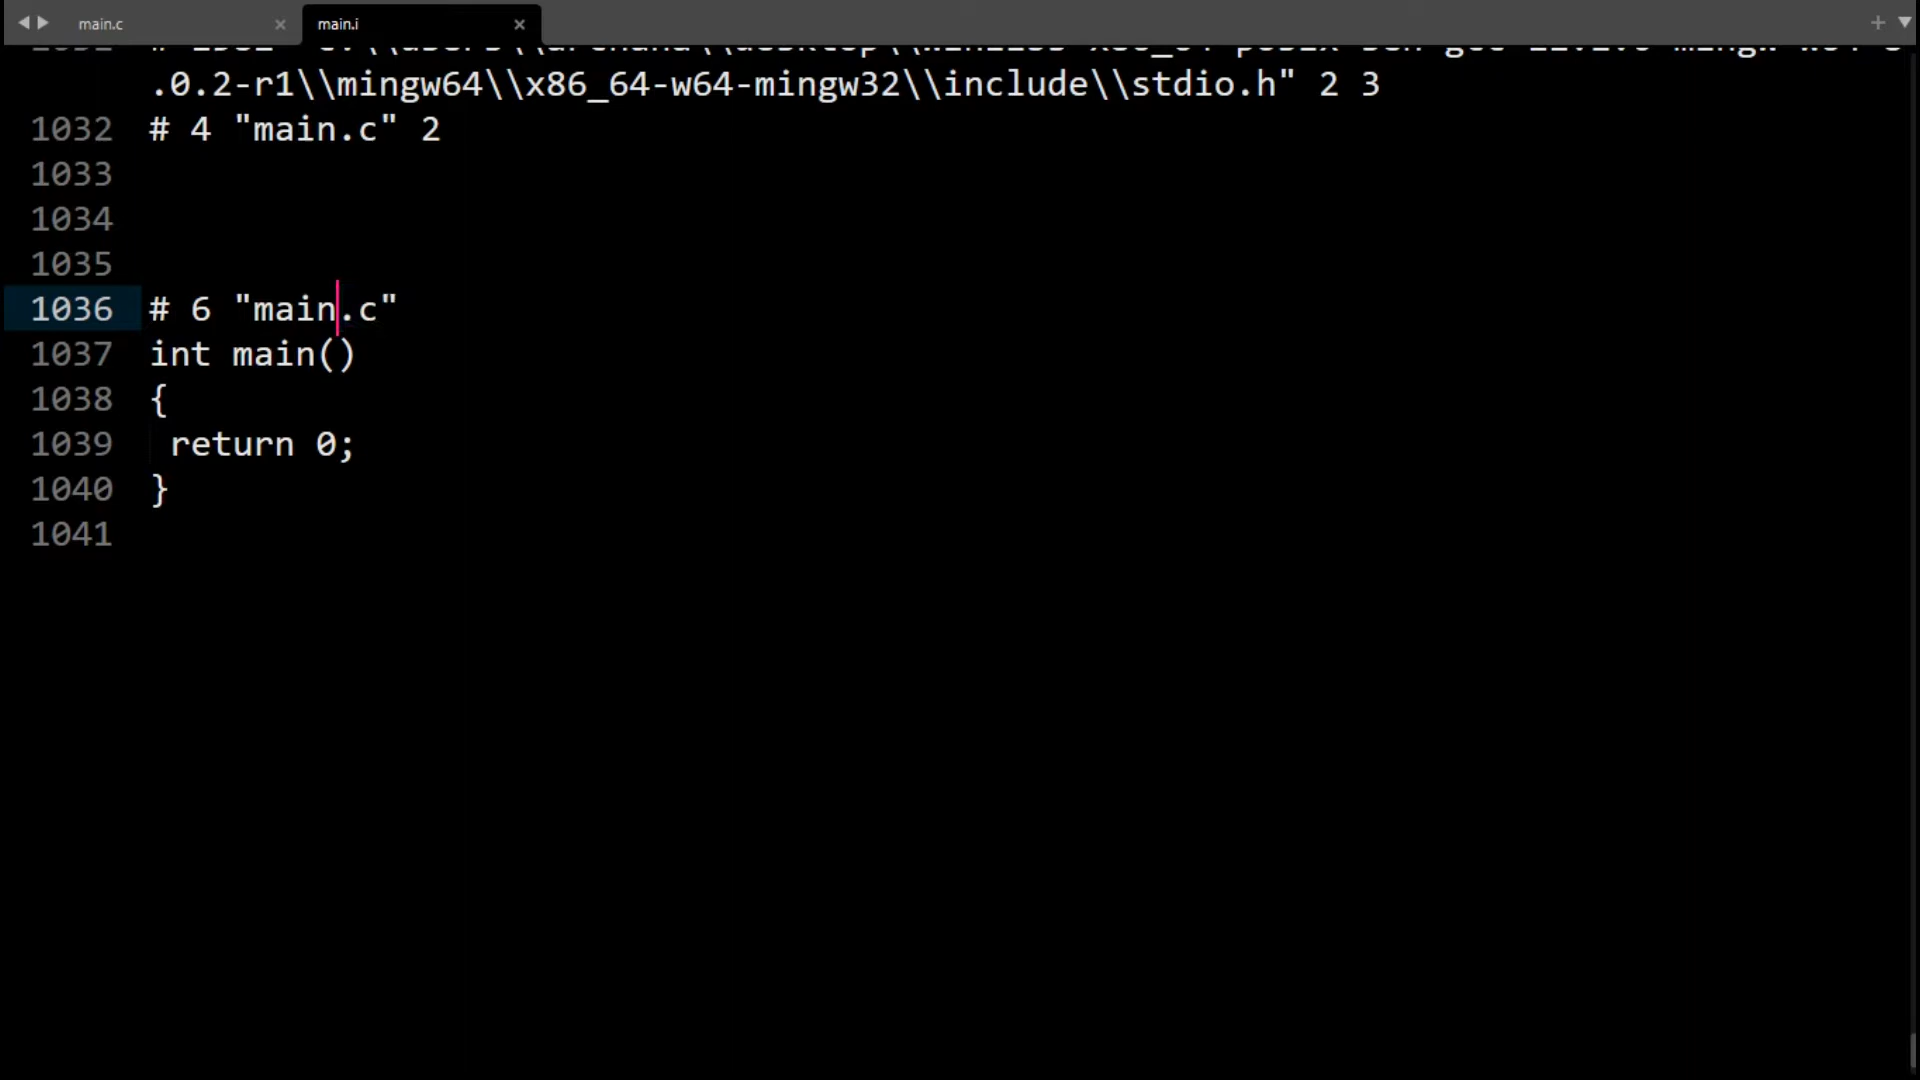 main.c × main.i × +
.0.2-r1\\mingw64\\x86_64-w64-mingw32\\include\\stdio.h" 2 3
1032 # 4 "main.c" 2
1033
1034
1035
1036 # 6 "main.c"
1037 int main()
1038 {
1039 return 0;
1040 }
1041